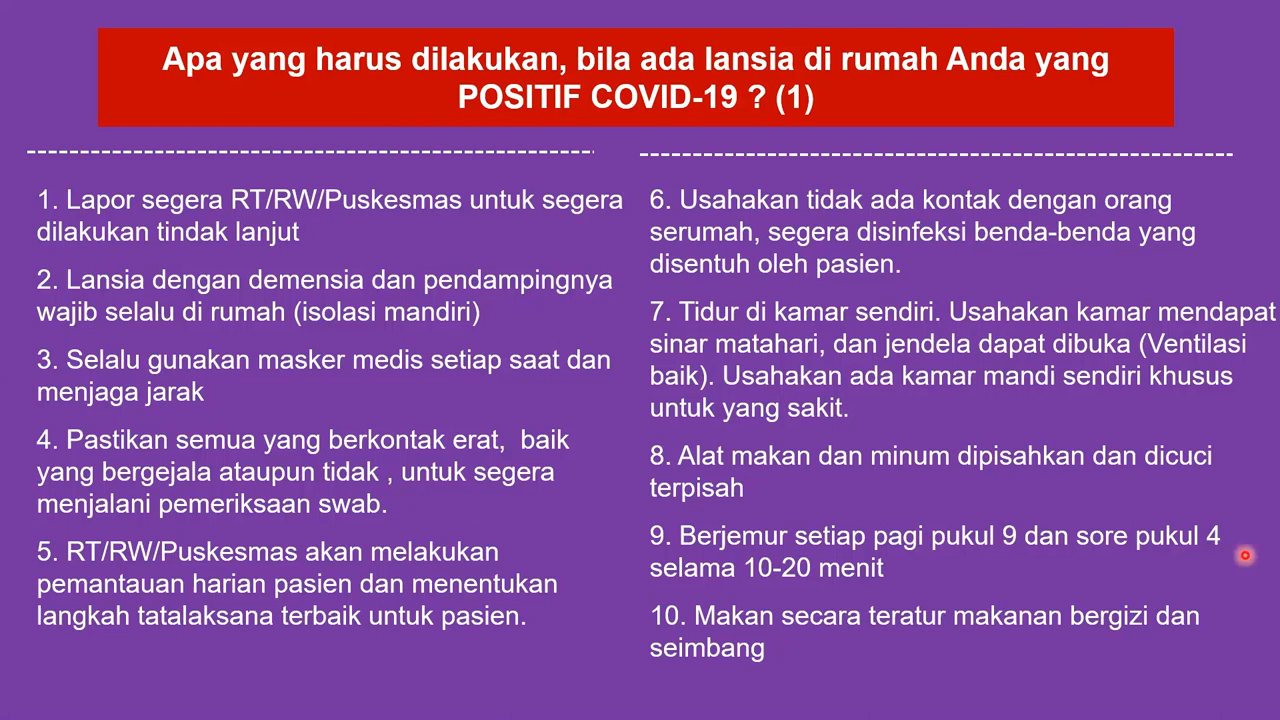 Apa yang harus dilakukan, bila ada lansia di rumah Anda yang
POSITIF COVID-19 ? (1)
1. Lapor segera RT/RW/Puskesmas untuk segera
dilakukan tindak lanjut
2. Lansia dengan demensia dan pendampingnya
wajib selalu di rumah (isolasi mandiri)
3. Selalu gunakan masker medis setiap saat dan
menjaga jarak
4. Pastikan semua yang berkontak erat,  baik
yang bergejala ataupun tidak , untuk segera
menjalani pemeriksaan swab.
5. RT/RW/Puskesmas akan melakukan
pemantauan harian pasien dan menentukan
langkah tatalaksana terbaik untuk pasien.
6. Usahakan tidak ada kontak dengan orang
serumah, segera disinfeksi benda-benda yang
disentuh oleh pasien.
7. Tidur di kamar sendiri. Usahakan kamar mendapat
sinar matahari, dan jendela dapat dibuka (Ventilasi
baik). Usahakan ada kamar mandi sendiri khusus
untuk yang sakit.
8. Alat makan dan minum dipisahkan dan dicuci
terpisah
9. Berjemur setiap pagi pukul 9 dan sore pukul 4
selama 10-20 menit
10. Makan secara teratur makanan bergizi dan
seimbang